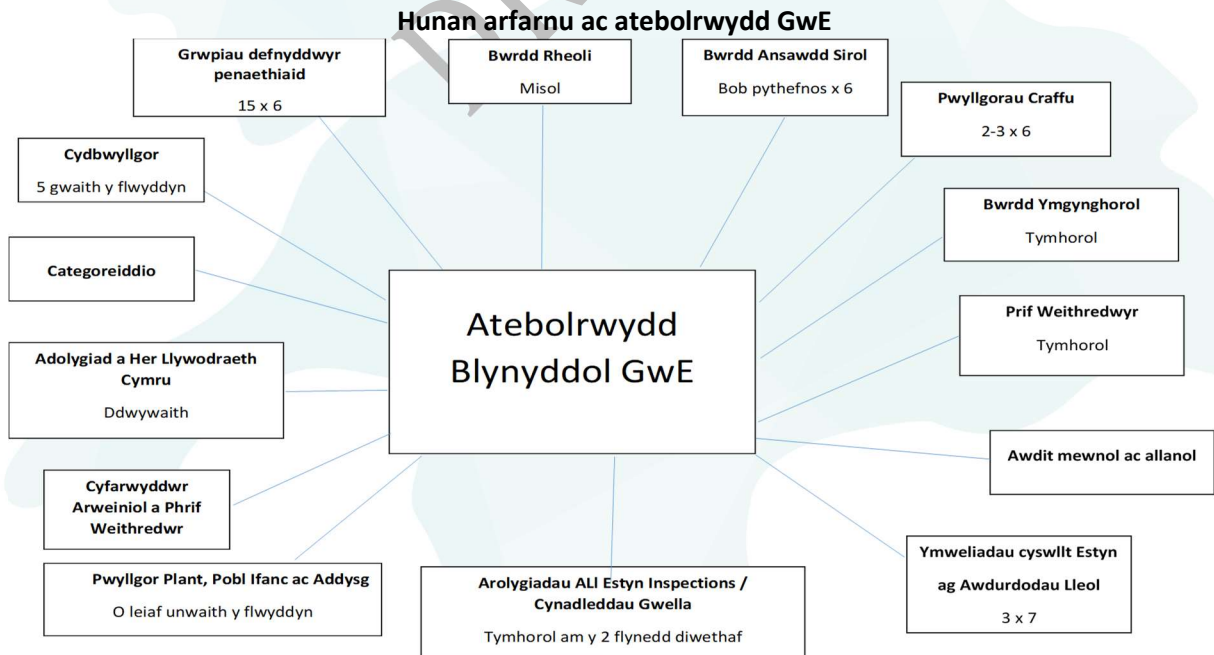 Hunan arfarnu ac atebolrwydd GwE
Grwpiau defnyddwyr
penaethiaid
15 x 6
Bwrdd Rheoli
Misol
Bwrdd Ansawdd Sirol
Bob pythefnos x 6
Pwyllgorau Craffu
2-3 x 6
Cydbwyllgor
5 gwaith y flwyddyn
Bwrdd Ymgynghorol
Tymhorol
Categoreiddio
Atebolrwydd
Blynyddol GwE
Prif Weithredwyr
Tymhorol
Adolygiad a Her Llywodraeth
Cymru
Ddwywaith
Awdit mewnol ac allanol
Cyfarwyddwr
Arweiniol a Phrif
Weithredwr
Ymweliadau cyswllt Estyn
ag Awdurdodau Lleol
3 x 7
Pwyllgor Plant, Pobl Ifanc ac Addysg
O leiaf unwaith y flwyddyn
Arolygiadau ALl Estyn Inspections /
Cynadleddau Gwella
Tymhorol am y 2 flynedd diwethaf